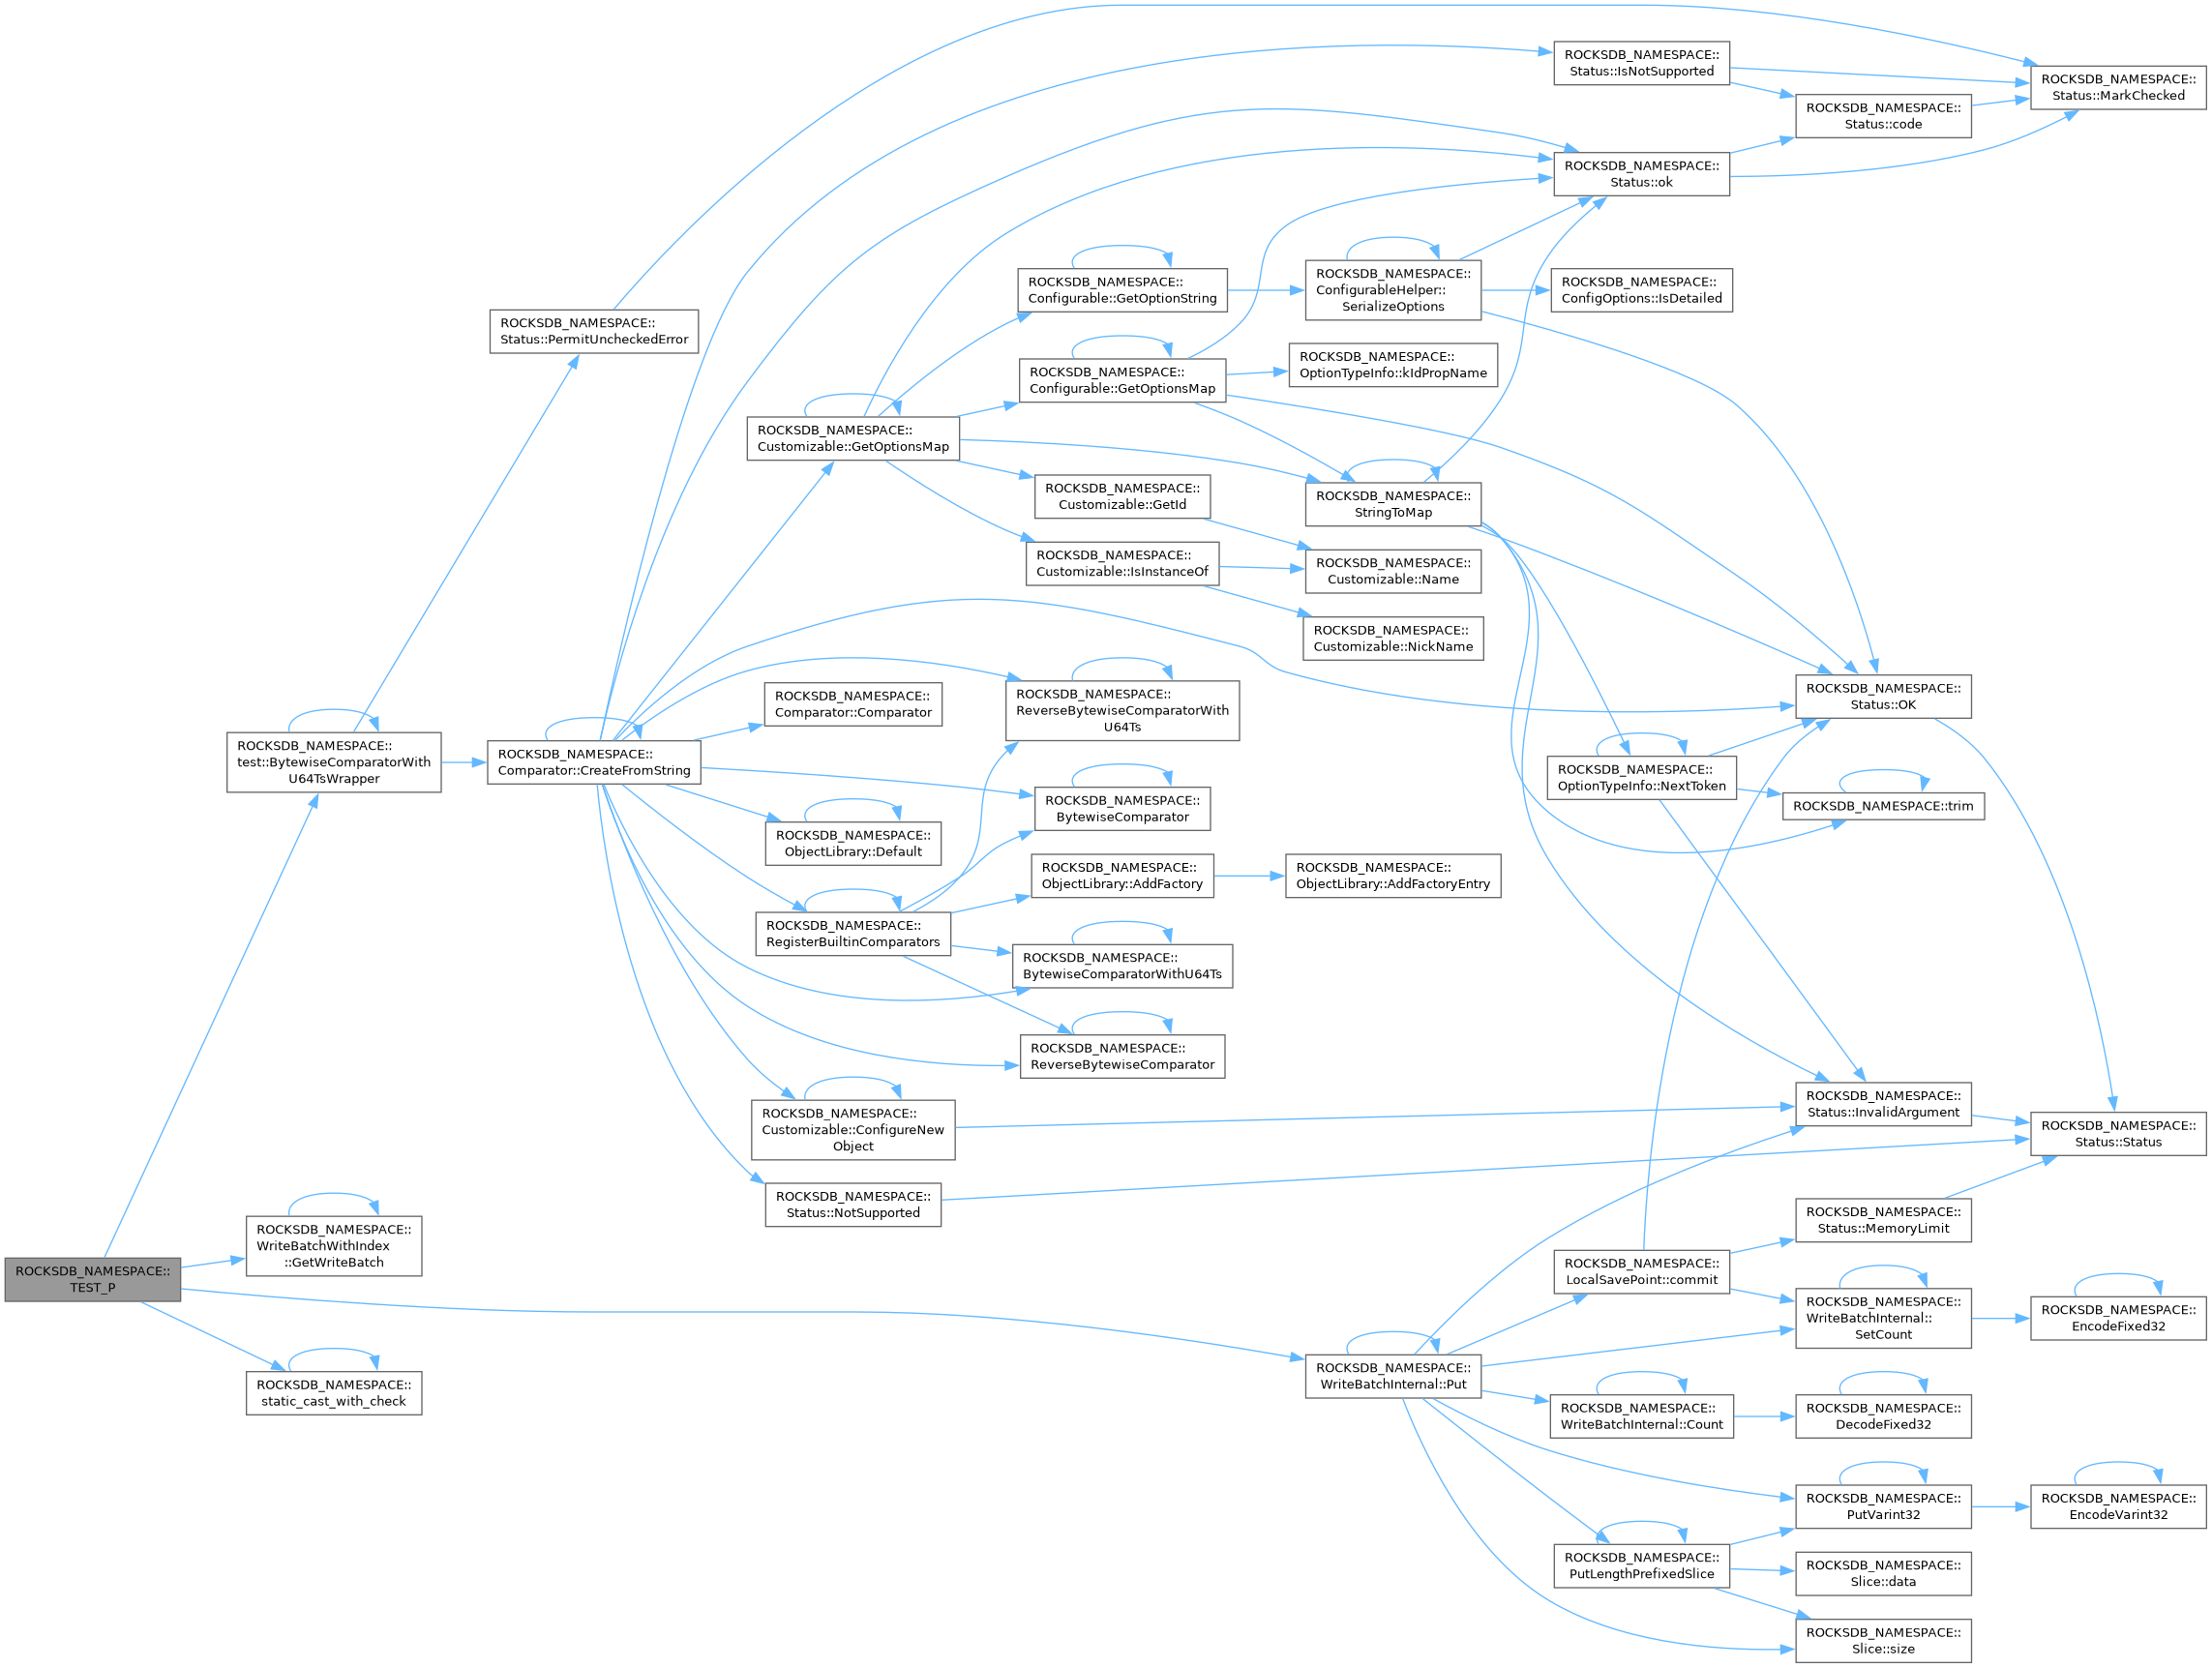 ROCKSDB_NAMESPACE::
TEST_P
ROCKSDB_NAMESPACE::
test::BytewiseComparatorWith
U64TsWrapper
ROCKSDB_NAMESPACE::
WriteBatchWithIndex
::GetWriteBatch
ROCKSDB_NAMESPACE::
static_cast_with_check
ROCKSDB_NAMESPACE::
Status::PermitUncheckedError
ROCKSDB_NAMESPACE::
Comparator::CreateFromString
ROCKSDB_NAMESPACE::
Customizable::GetOptionsMap
ROCKSDB_NAMESPACE::
Comparator::Comparator
ROCKSDB_NAMESPACE::
ObjectLibrary::Default
ROCKSDB_NAMESPACE::
RegisterBuiltinComparators
ROCKSDB_NAMESPACE::
Customizable::ConfigureNew
Object
ROCKSDB_NAMESPACE::
Status::NotSupported
ROCKSDB_NAMESPACE::
Configurable::GetOptionString
ROCKSDB_NAMESPACE::
Configurable::GetOptionsMap
ROCKSDB_NAMESPACE::
Customizable::GetId
ROCKSDB_NAMESPACE::
Customizable::IsInstanceOf
ROCKSDB_NAMESPACE::
ReverseBytewiseComparatorWith
U64Ts
ROCKSDB_NAMESPACE::
BytewiseComparator
ROCKSDB_NAMESPACE::
ObjectLibrary::AddFactory
ROCKSDB_NAMESPACE::
BytewiseComparatorWithU64Ts
ROCKSDB_NAMESPACE::
ReverseBytewiseComparator
ROCKSDB_NAMESPACE::
ConfigurableHelper::
SerializeOptions
ROCKSDB_NAMESPACE::
OptionTypeInfo::kIdPropName
ROCKSDB_NAMESPACE::
StringToMap
ROCKSDB_NAMESPACE::
Customizable::Name
ROCKSDB_NAMESPACE::
Customizable::NickName
ROCKSDB_NAMESPACE::
ObjectLibrary::AddFactoryEntry
ROCKSDB_NAMESPACE::
WriteBatchInternal::Put
ROCKSDB_NAMESPACE::
Status::IsNotSupported
ROCKSDB_NAMESPACE::
Status::ok
ROCKSDB_NAMESPACE::
ConfigOptions::IsDetailed
ROCKSDB_NAMESPACE::
OptionTypeInfo::NextToken
ROCKSDB_NAMESPACE::
LocalSavePoint::commit
ROCKSDB_NAMESPACE::
WriteBatchInternal::Count
ROCKSDB_NAMESPACE::
PutLengthPrefixedSlice
ROCKSDB_NAMESPACE::
Status::code
ROCKSDB_NAMESPACE::
Status::OK
ROCKSDB_NAMESPACE::trim
ROCKSDB_NAMESPACE::
Status::InvalidArgument
ROCKSDB_NAMESPACE::
Status::MemoryLimit
ROCKSDB_NAMESPACE::
WriteBatchInternal::
SetCount
ROCKSDB_NAMESPACE::
DecodeFixed32
ROCKSDB_NAMESPACE::
PutVarint32
ROCKSDB_NAMESPACE::
Slice::data
ROCKSDB_NAMESPACE::
Slice::size
ROCKSDB_NAMESPACE::
Status::MarkChecked
ROCKSDB_NAMESPACE::
Status::Status
ROCKSDB_NAMESPACE::
EncodeFixed32
ROCKSDB_NAMESPACE::
EncodeVarint32